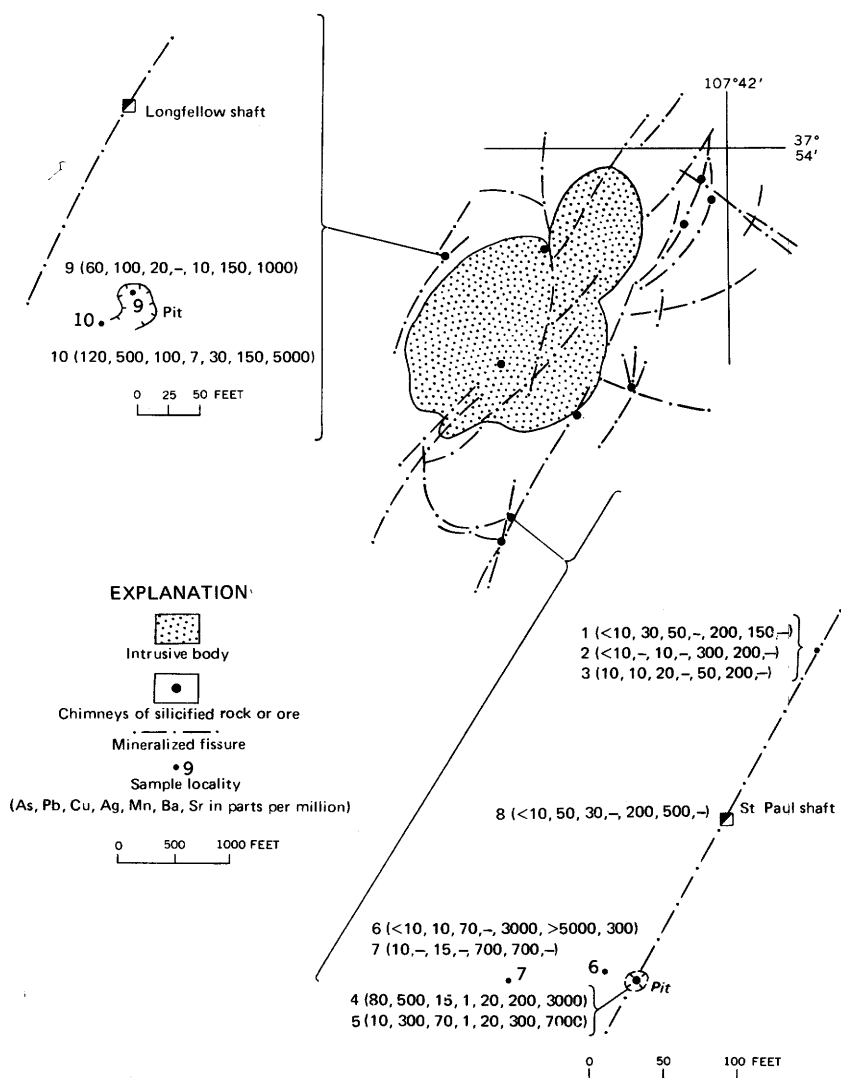 107°42'
37°
54'
Longfellow shaft
9 (60, 100, 20,–, 10, 150, 1000)
9
Pit
10
10 (120, 500, 100, 7, 30, 150, 5000)
0 25 50 FEET
EXPLANATION
Intrusive body
Chimneys of silicified rock or ore
Mineralized fissure
9
Sample locality
(As, Pb, Cu, Ag, Mn, Ba, Sr in parts per million)
0 500 1000 FEET
1 (<10, 30, 50,–, 200, 150,–)
2 (<10,–, 10,–, 300, 200,–)
3 (10, 10, 20,–, 50, 200,–)
8 (<10, 50, 30,–, 200, 500,–)
St Paul shaft
6 (<10, 10, 70,–, 3000, >5000, 300)
7 (10,–, 15,–, 700, 700,–)
7
6
Pit
4 (80, 500, 15, 1, 20, 200, 3000)
5 (10, 300, 70, 1, 20, 300, 7000)
0 50 100 FEET